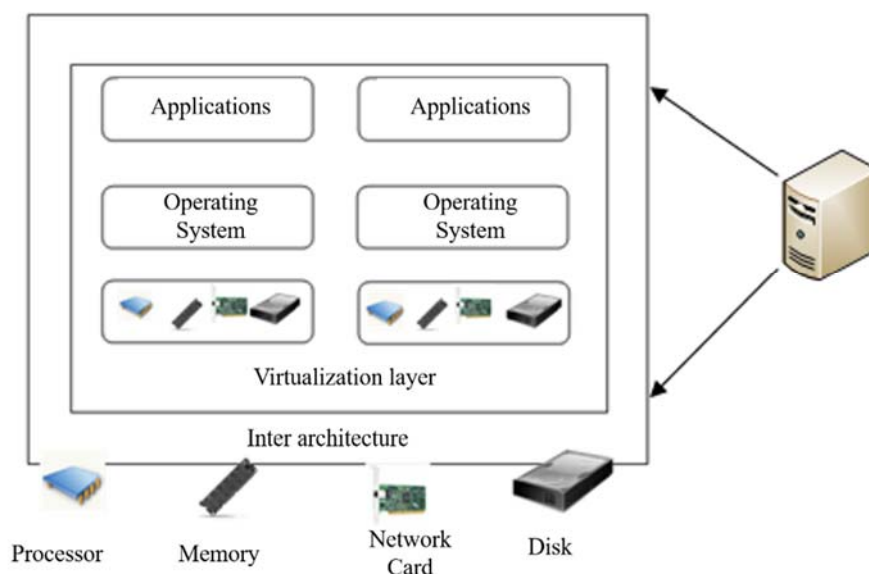 Applications
Applications
Operating
System
Operating
System
Virtualization layer
Inter architecture
Processor
Memory
Network
Card
Disk